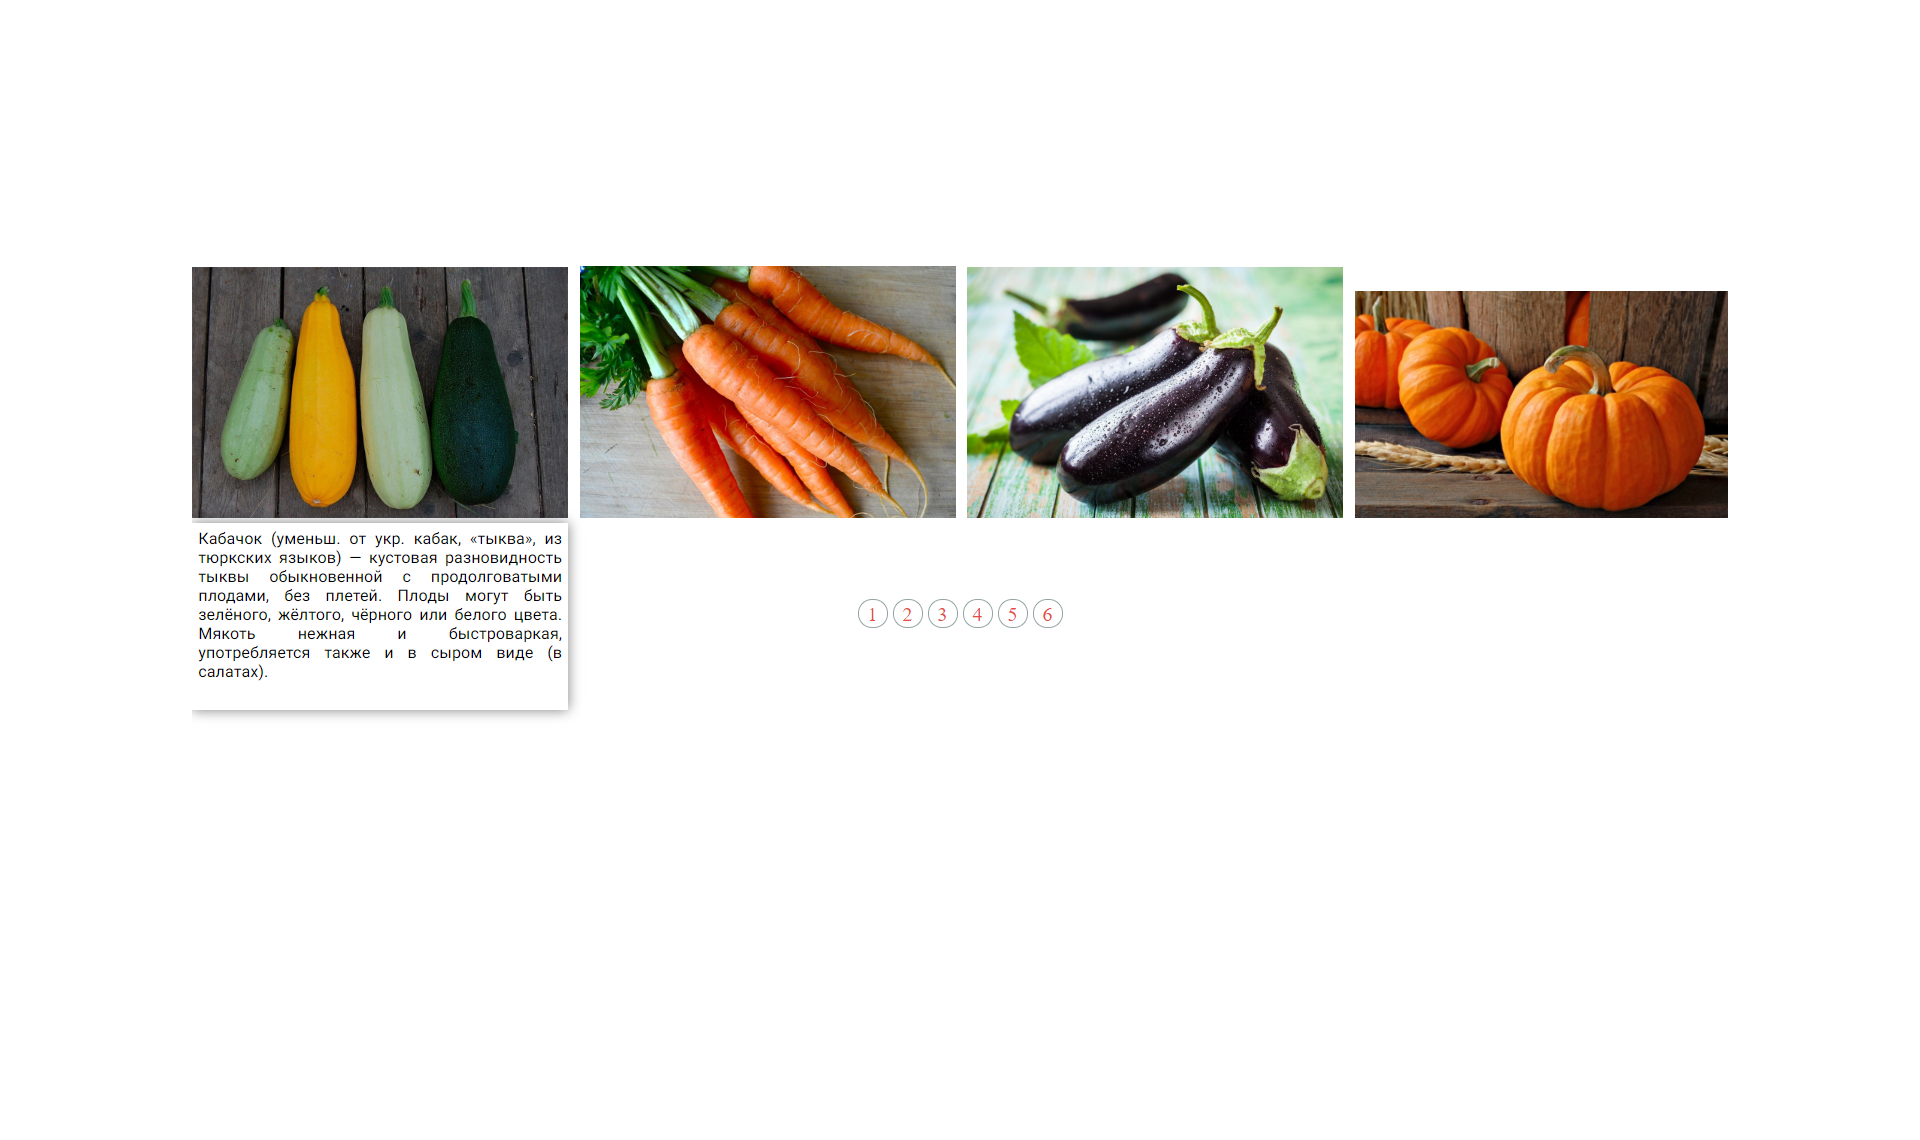 Кабачок (уменьш. от укр. кабак, «тыква», из
тюркских языков) — кустовая разновидность
тыквы обыкновенной с продолговатыми
плодами, без плетей. Плоды могут быть
зелёного, жёлтого, чёрного или белого цвета.
Мякоть нежная и быстроваркая,
употребляется также и в сыром виде (в
салатах).
1 2 3 4 5 6